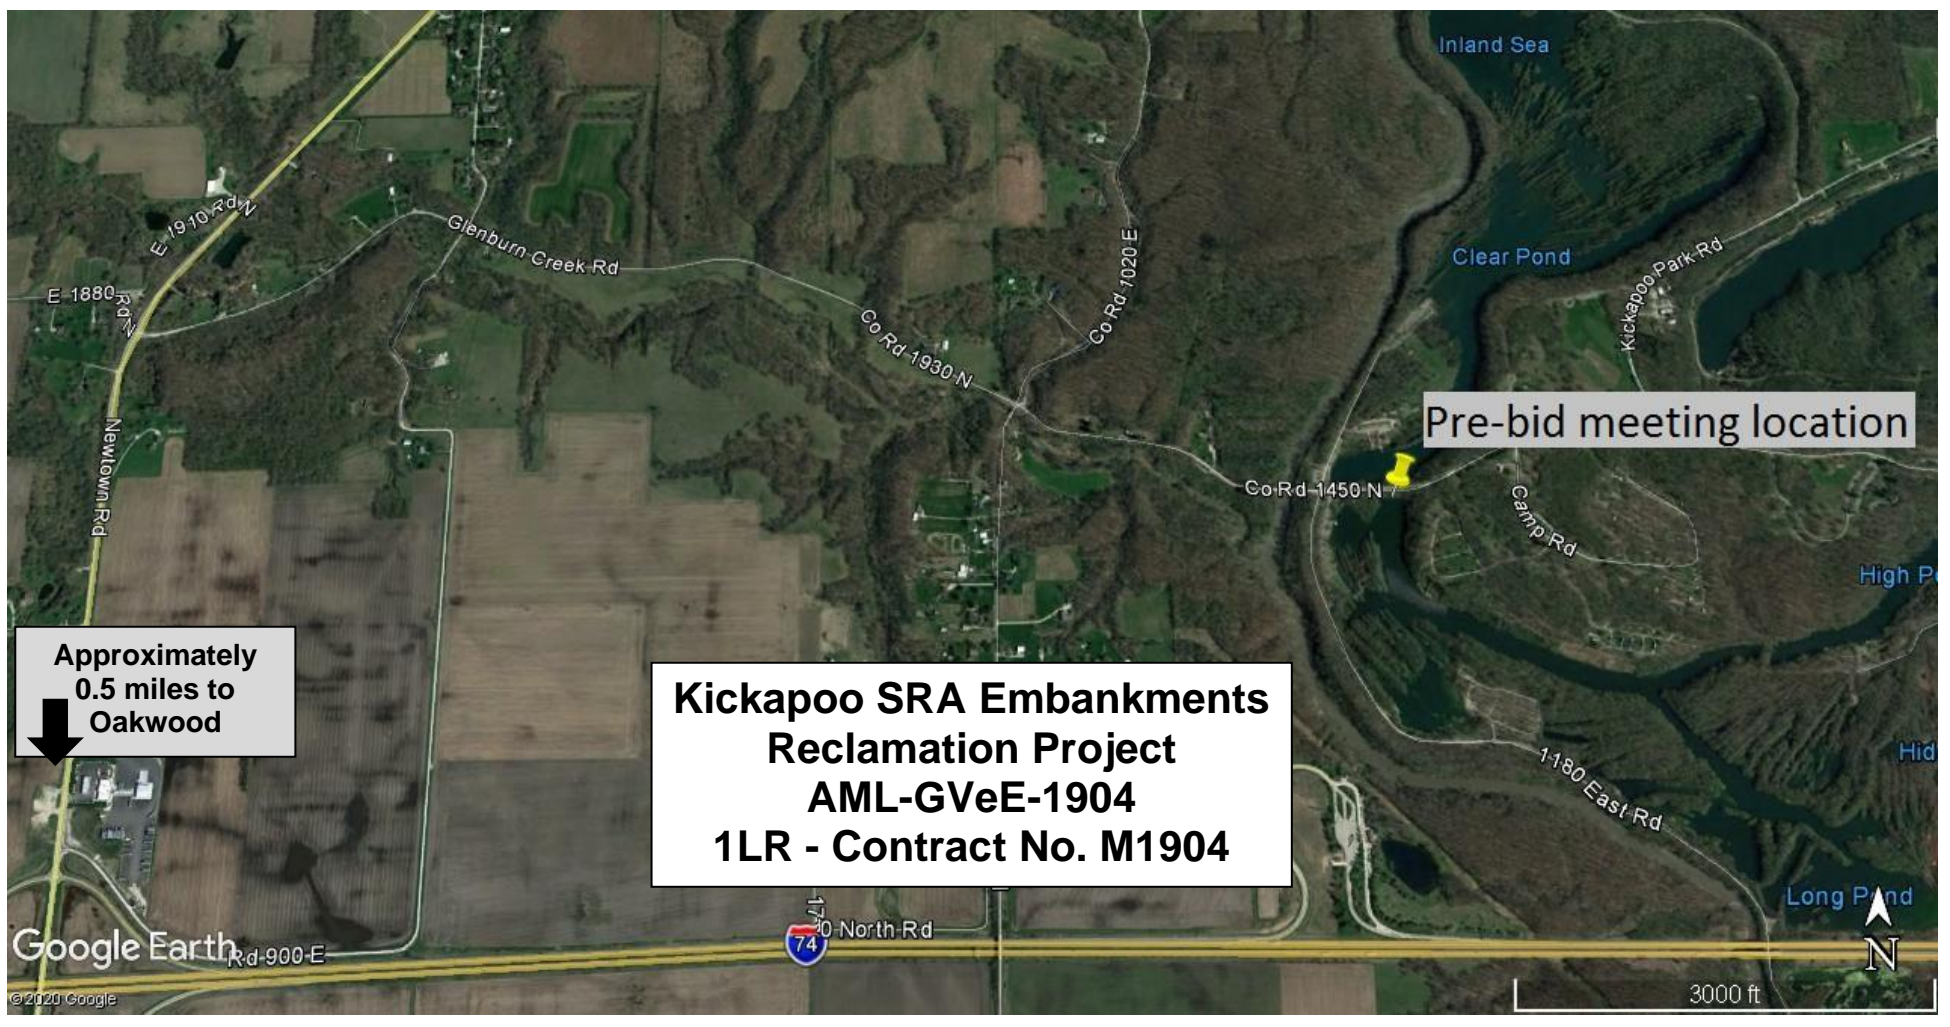 Inland Sea
E 1910 Rd N
Glenburn Creek Rd
Clear Pond
Kickapoo Park Rd
E 1880 Rd N
Co Rd 1020 E
Co Rd 1930 N
Pre-bid meeting location
Newtown Rd
Co Rd 1450 N
Camp Rd
High
Approximately
0.5 miles to
Oakwood
Kickapoo SRA Embankments
Reclamation Project
AML-GVeE-1904
1LR - Contract No. M1904
1180 East Rd
Long Pond
North Rd
74
Google Earth
Rd 900 E
N
©2020 Google
3000 ft